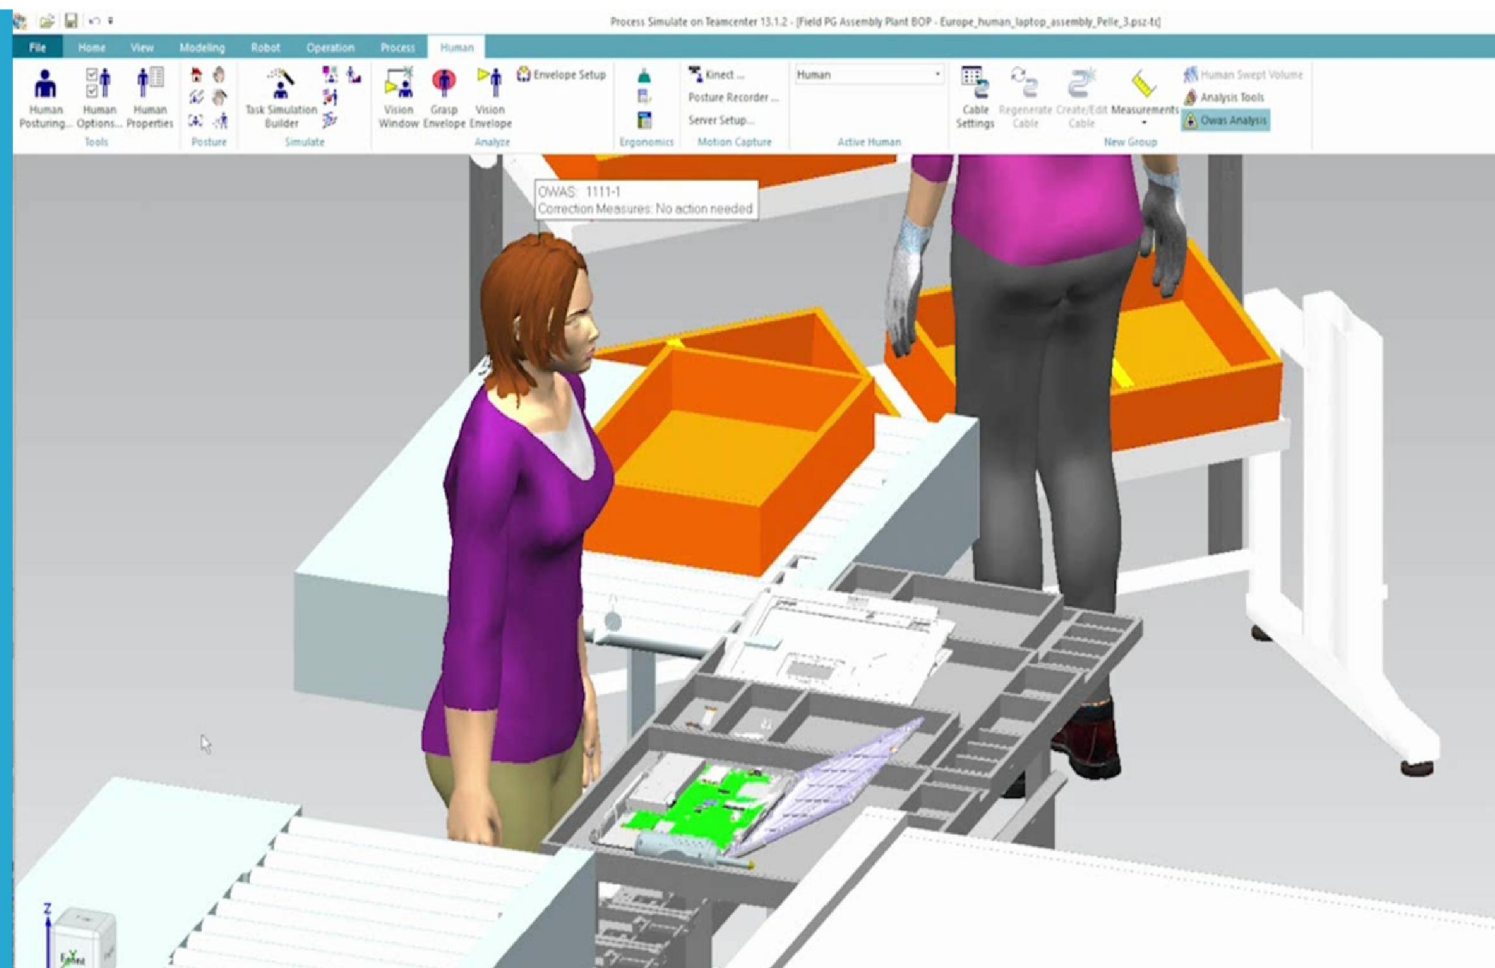 Process Simulate on Teamcenter 13.1.2 - [Field PG Assembly Plant BOP - Europe_human_laptop_assembly_Pelle_3.psz-tc]
File Home View Modeling Robot Operation Process Human
Human Posturing...
Human Options...
Human Properties
Tools
Posture
Task Simulation Builder
Simulate
Vision Window
Grasp Envelope
Vision Envelope
Envelope Setup
Analyze
Ergonomics
Kinect ...
Posture Recorder ...
Server Setup...
Motion Capture
Human
Active Human
Cable Settings
Regenerate Cable
Create/Edit Cable
Measurements
Human Swept Volume
Analysis Tools
Owas Analysis
New Group
OWAS: 1111-1
Correction Measures: No action needed
Z